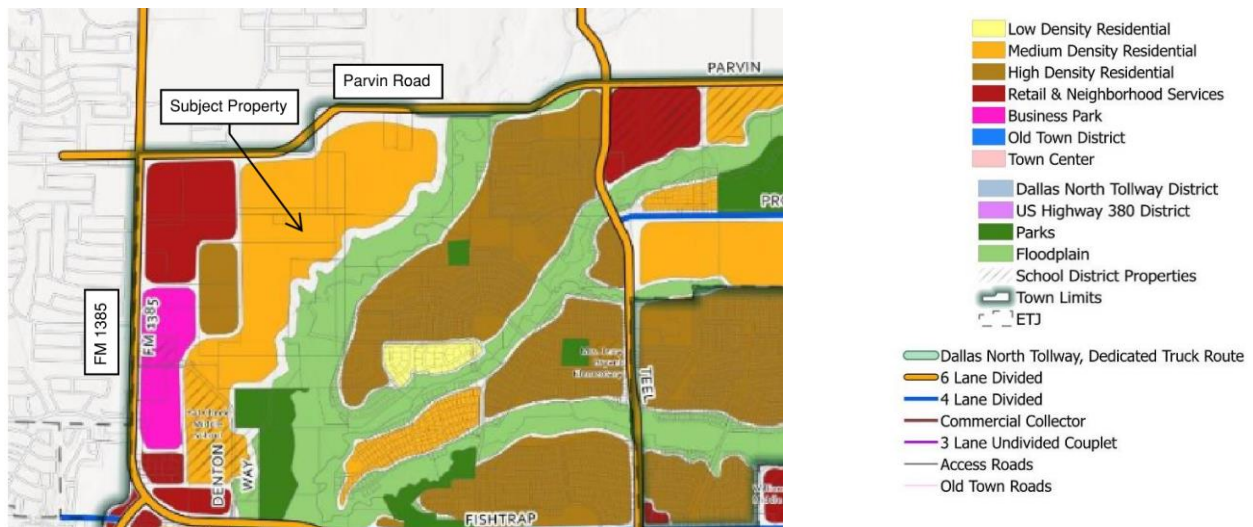 Parvin Road
Subject Property
PARVIN
PRO
FM 1385
FM 1385
TEEL
DENTON
WAY
FISHTRAP
Low Density Residential
Medium Density Residential
High Density Residential
Retail & Neighborhood Services
Business Park
Old Town District
Town Center
Dallas North Tollway District
US Highway 380 District
Parks
Floodplain
School District Properties
Town Limits
ETJ
Dallas North Tollway, Dedicated Truck Route
6 Lane Divided
4 Lane Divided
Commercial Collector
3 Lane Undivided Couplet
Access Roads
Old Town Roads